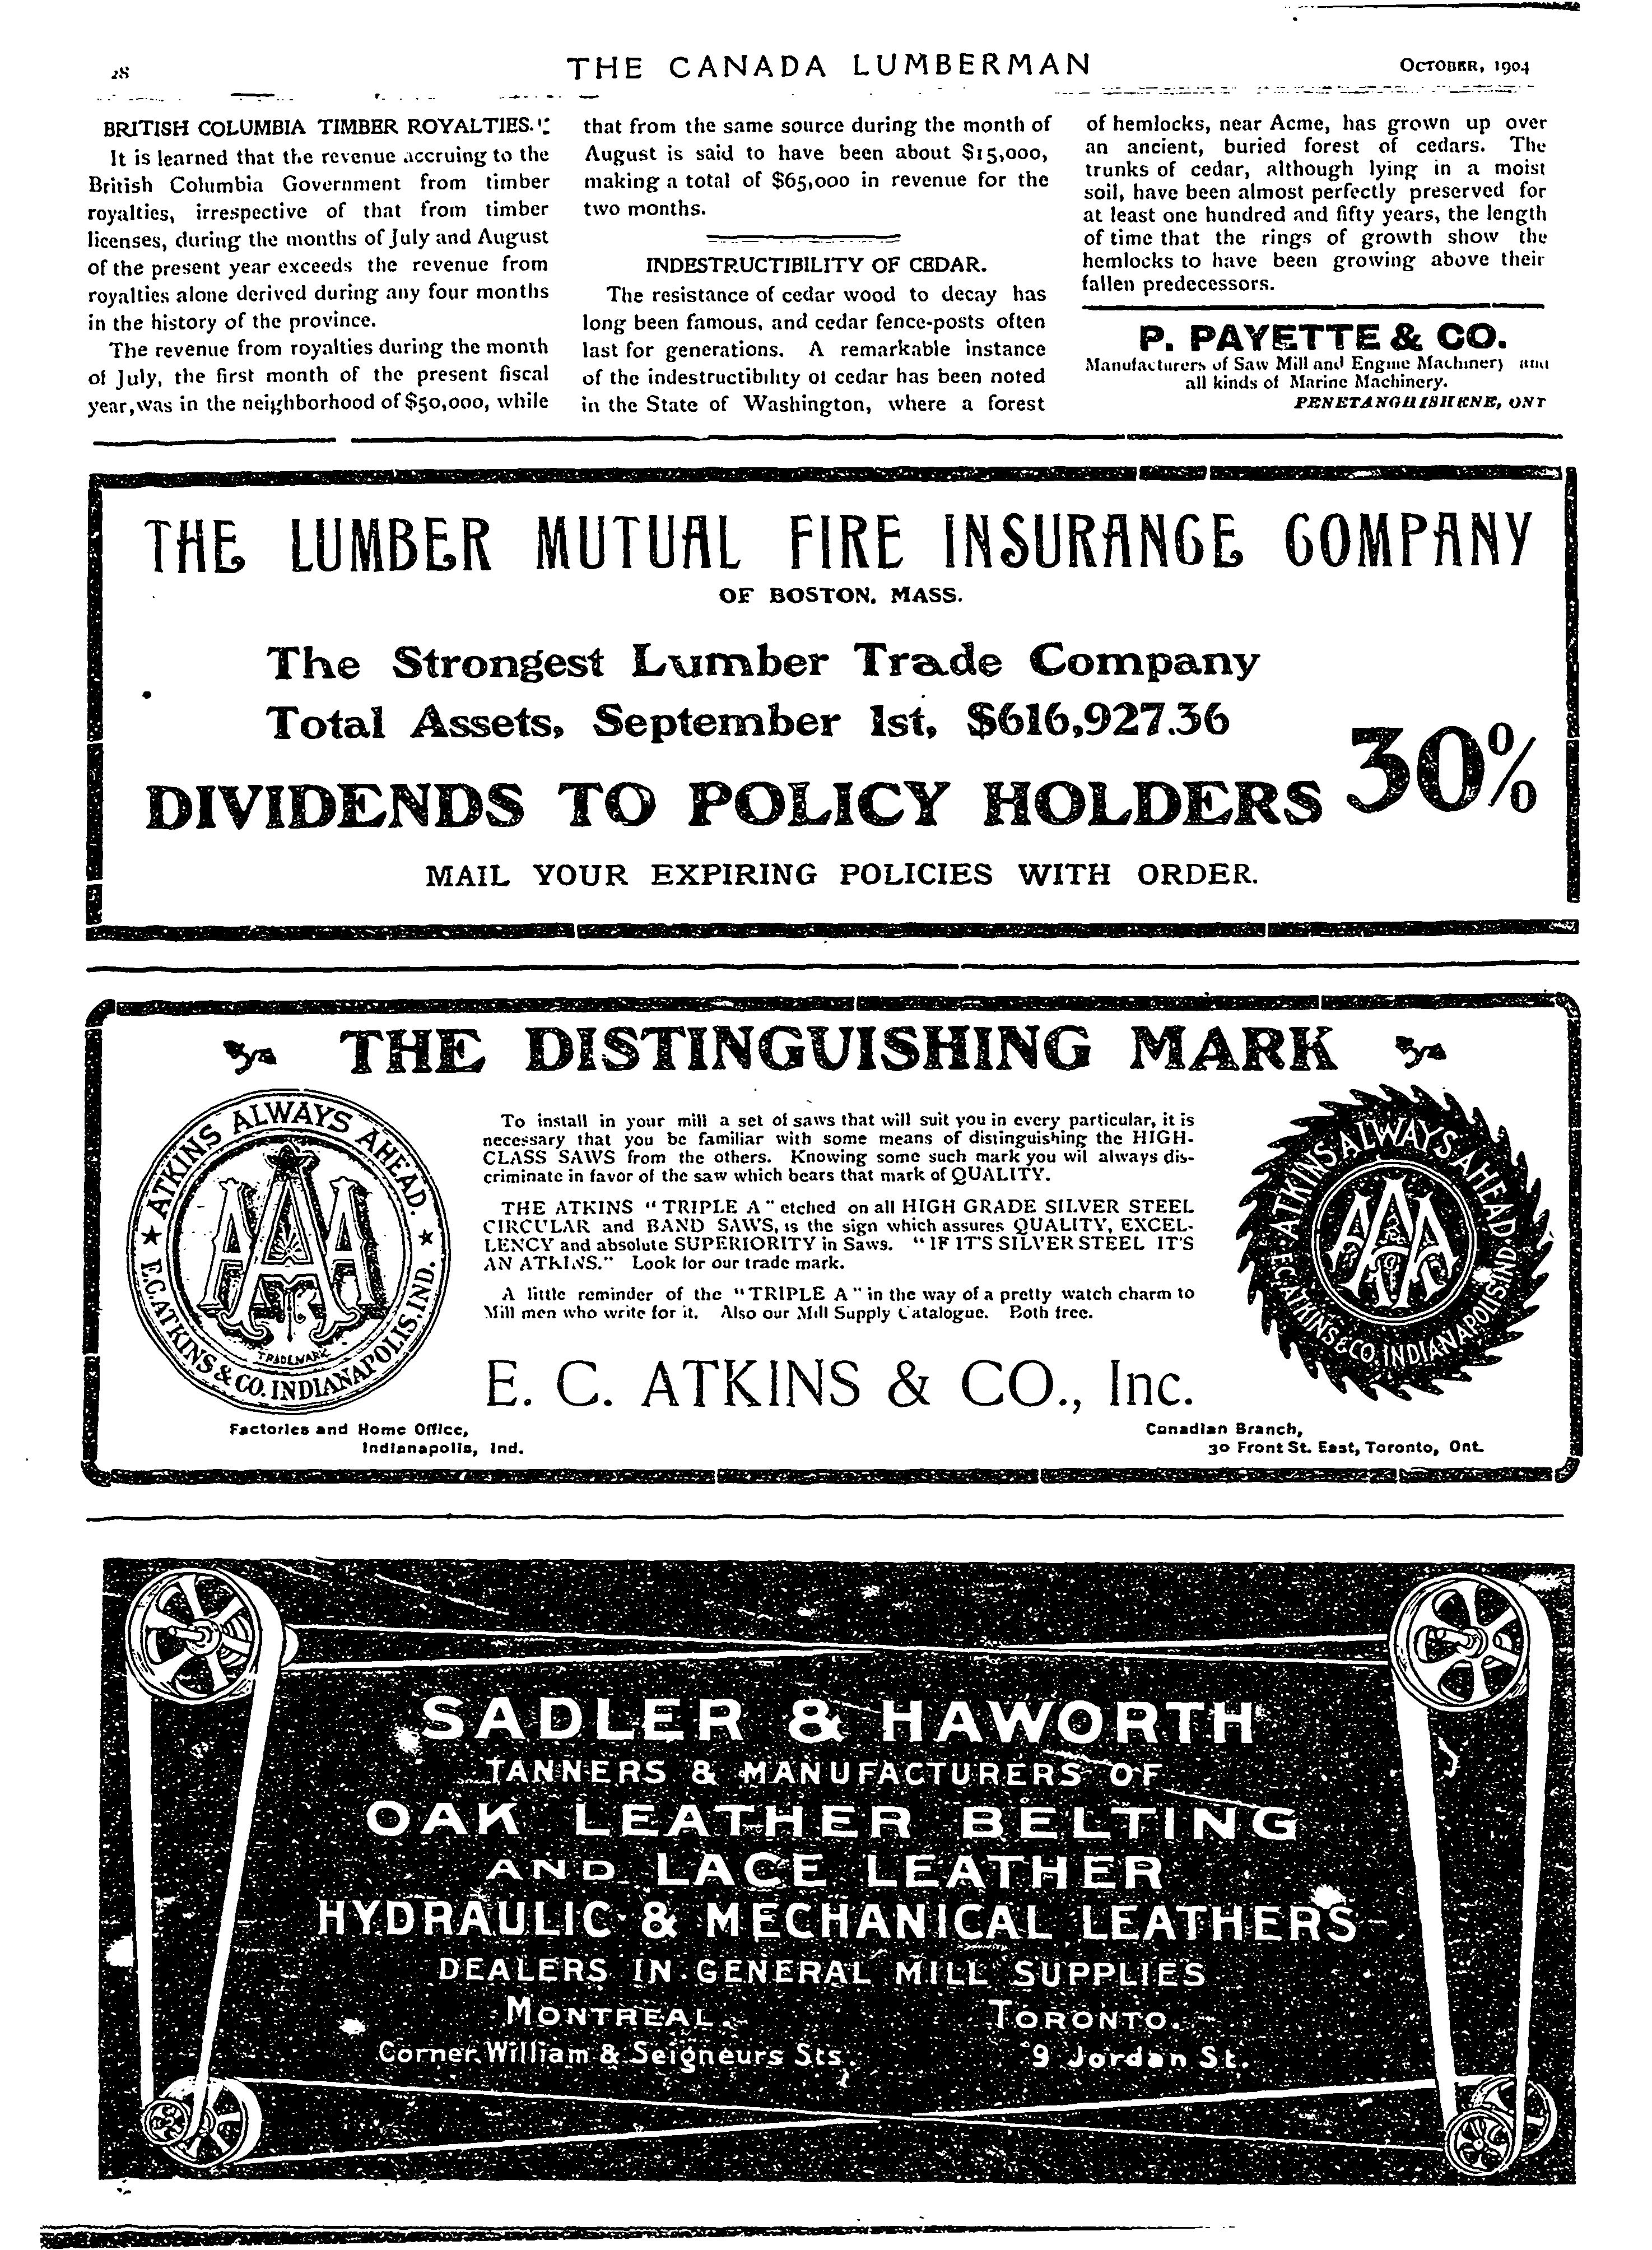 THE CANADA LUMBERMAN
OCTOBER, 1904
BRITISH COLUMBIA TIMBER ROYALTIES.
It is learned that the revenue accruing to the
British Columbia Government from timber
royalties, irrespective of that from timber
licenses, during the months of July and August
of the present year exceeds the revenue from
royalties alone derived during any four months
in the history of the province.
The revenue from royalties during the month
of July, the first month of the present fiscal
year, was in the neighborhood of $50,000, while
that from the same source during the month of
August is said to have been about $15,000,
making a total of $65,000 in revenue for the
two months.
INDESTRUCTIBILITY OF CEDAR.
The resistance of cedar wood to decay has
long been famous, and cedar fence-posts often
last for generations. A remarkable instance
of the indestructibility of cedar has been noted
in the State of Washington, where a forest
of hemlocks, near Acme, has grown up over
an ancient, buried forest of cedars. The
trunks of cedar, although lying in a moist
soil, have been almost perfectly preserved for
at least one hundred and fifty years, the length
of time that the rings of growth show the
hemlocks to have been growing above their
fallen predecessors.
P. PAYETTE & CO.
Manufacturers of Saw Mill and Engine Machinery and
all kinds of Marine Machinery.
PENETANGUISHENE, ONT
THE LUMBER MUTUAL FIRE INSURANCE COMPANY
OF BOSTON, MASS.
The Strongest Lumber Trade Company
Total Assets, September 1st, $616,927.36
DIVIDENDS TO POLICY HOLDERS 30%
MAIL YOUR EXPIRING POLICIES WITH ORDER.
THE DISTINGUISHING MARK
ATKINS ALWAYS AHEAD.
AAA
TRADEMARK
E.C. ATKINS & CO. INDIANAPOLIS, IND.
To install in your mill a set of saws that will suit you in every particular, it is
necessary that you be familiar with some means of distinguishing the HIGH-
CLASS SAWS from the others. Knowing some such mark you wil always dis-
criminate in favor of the saw which bears that mark of QUALITY.
THE ATKINS "TRIPLE A" etched on all HIGH GRADE SILVER STEEL
CIRCULAR and BAND SAWS, is the sign which assures QUALITY, EXCEL-
LENCY and absolute SUPERIORITY in Saws. "IF IT'S SILVER STEEL IT'S
AN ATKINS." Look for our trade mark.
A little reminder of the "TRIPLE A" in the way of a pretty watch charm to
Mill men who write for it. Also our Mill Supply Catalogue. Both free.
ATKINS ALWAYS AHEAD
AAA
E.C. ATKINS & CO. INDIANAPOLIS IND
E. C. ATKINS & CO., Inc.
Factories and Home Office,
Indianapolis, Ind.
Canadian Branch,
30 Front St. East, Toronto, Ont.
SADLER & HAWORTH
TANNERS & MANUFACTURERS OF
OAK LEATHER BELTING
AND LACE LEATHER
HYDRAULIC & MECHANICAL LEATHERS
DEALERS IN GENERAL MILL SUPPLIES
MONTREAL. TORONTO.
Corner William & Seigneurs Sts. 9 Jordan St.